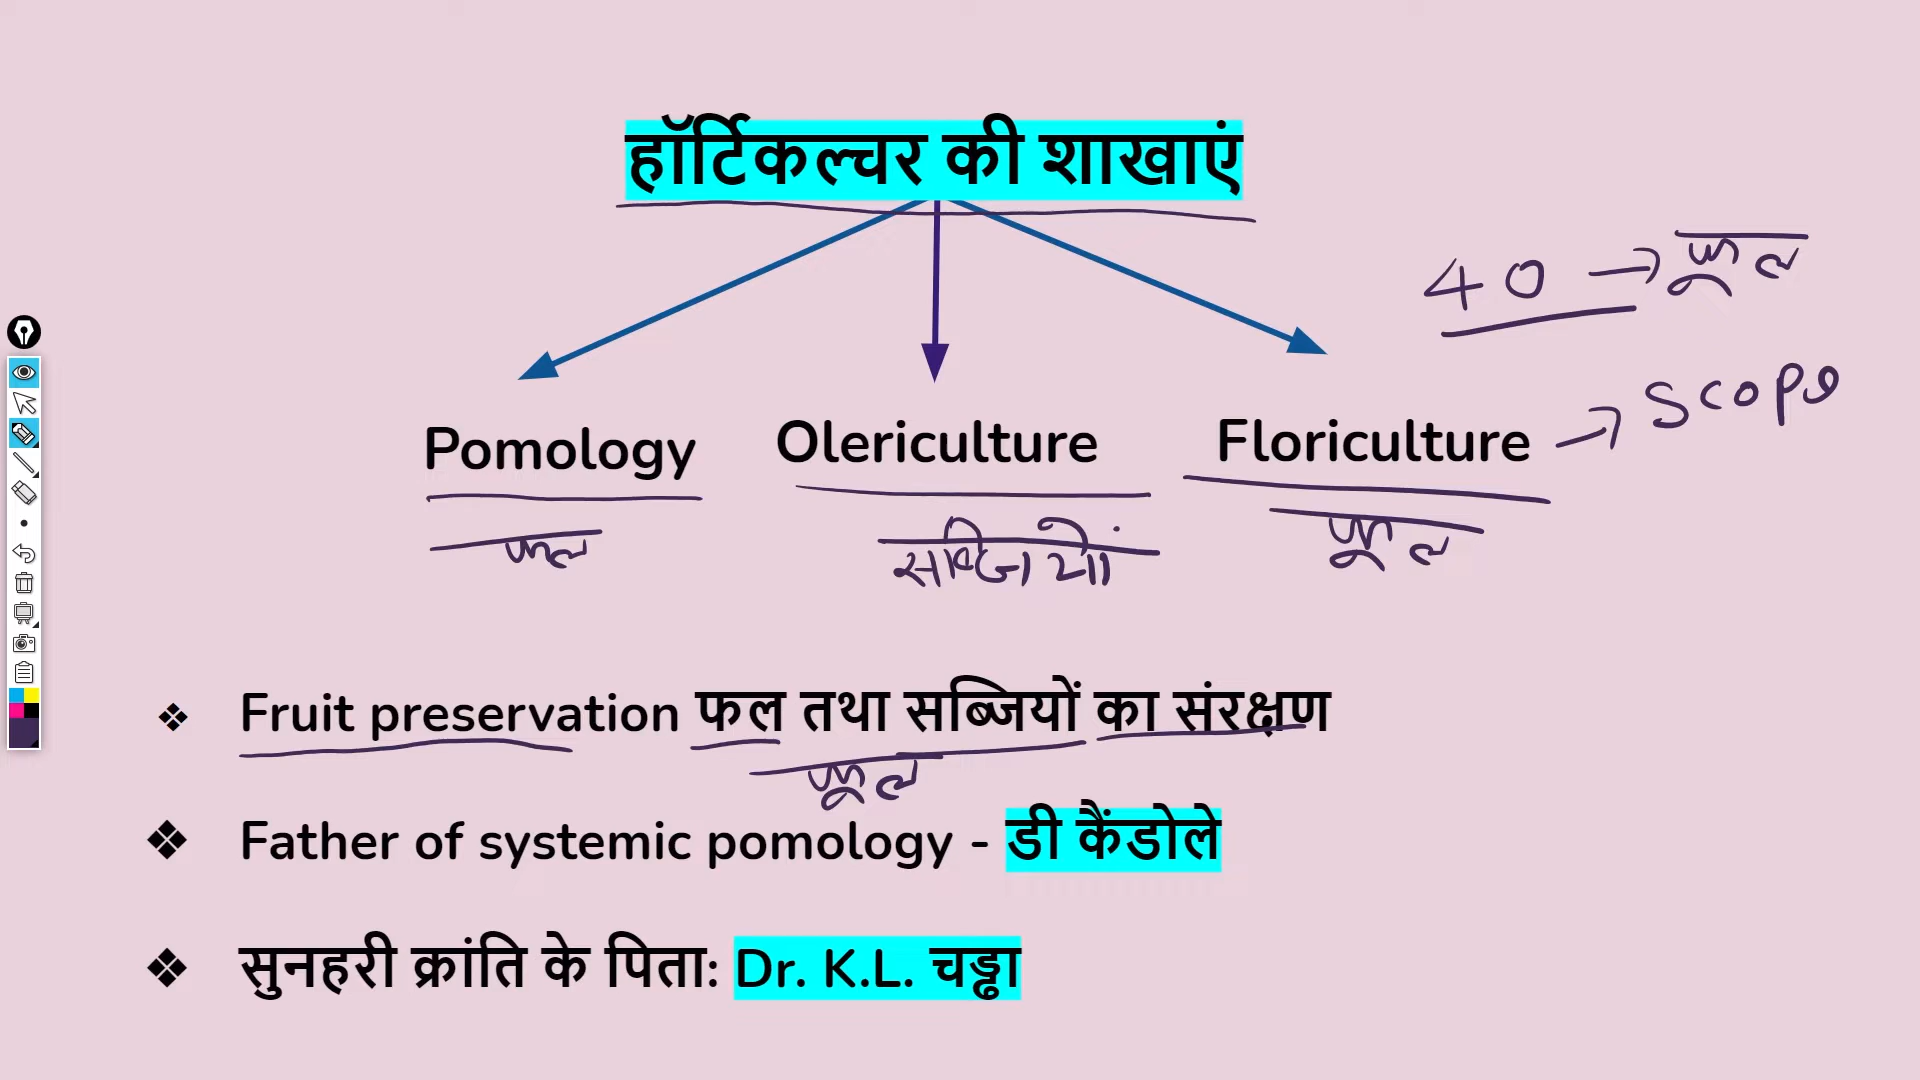 हॉर्टिकल्चर की शाखाएं
40 → फूल
Pomology Olericulture Floriculture → scope
फल सब्जियों फूल
❖ Fruit preservation फल तथा सब्जियों का संरक्षण
फूल
❖ Father of systemic pomology - डी कैंडोले
❖ सुनहरी क्रांति के पिता: Dr. K.L. चड्ढा